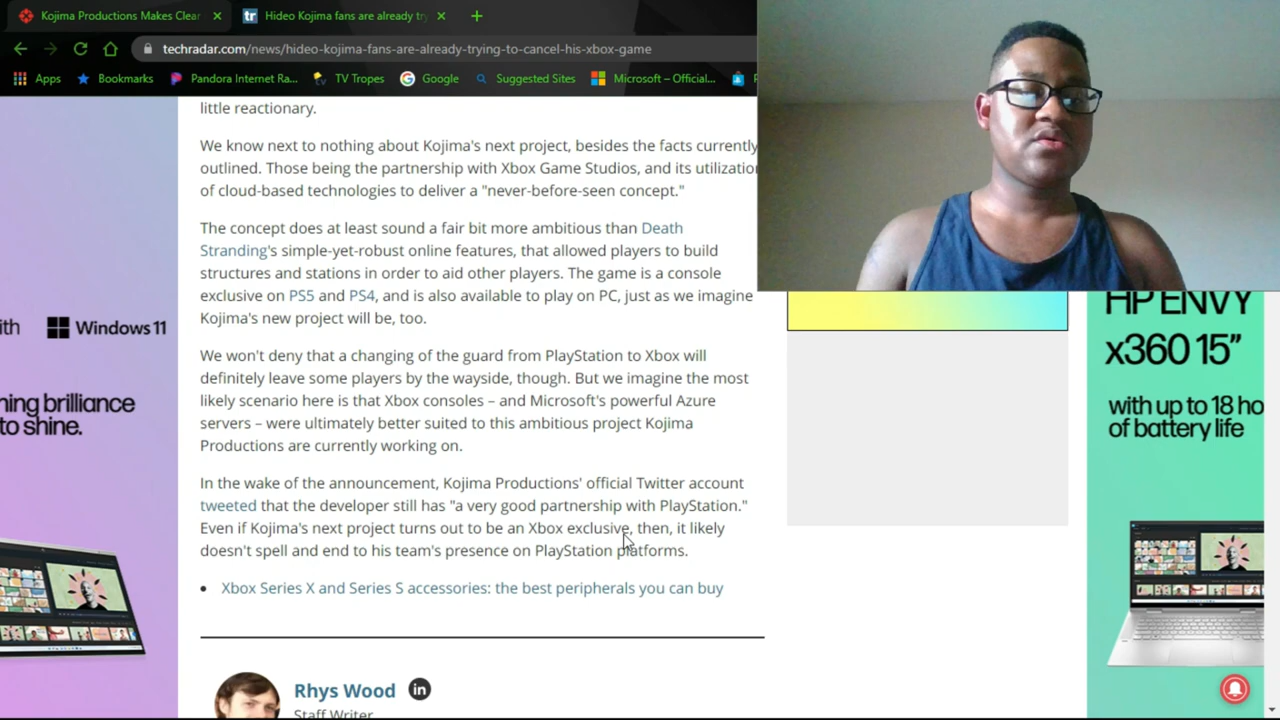 Kojima Productions Makes Clear
Hideo Kojima fans are already try
techradar.com/news/hideo-kojima-fans-are-already-trying-to-cancel-his-xbox-game
Apps
Bookmarks
Pandora Internet Ra...
TV Tropes
Google
Suggested Sites
Microsoft – Official...
little reactionary.
We know next to nothing about Kojima's next project, besides the facts currently
outlined. Those being the partnership with Xbox Game Studios, and its utilization
of cloud-based technologies to deliver a "never-before-seen concept."
The concept does at least sound a fair bit more ambitious than Death
Stranding's simple-yet-robust online features, that allowed players to build
structures and stations in order to aid other players. The game is a console
exclusive on PS5 and PS4, and is also available to play on PC, just as we imagine
Kojima's new project will be, too.
We won't deny that a changing of the guard from PlayStation to Xbox will
definitely leave some players by the wayside, though. But we imagine the most
likely scenario here is that Xbox consoles – and Microsoft's powerful Azure
servers – were ultimately better suited to this ambitious project Kojima
Productions are currently working on.
In the wake of the announcement, Kojima Productions' official Twitter account
tweeted that the developer still has "a very good partnership with PlayStation."
Even if Kojima's next project turns out to be an Xbox exclusive, then, it likely
doesn't spell and end to his team's presence on PlayStation platforms.
Xbox Series X and Series S accessories: the best peripherals you can buy
Rhys Wood
in
Staff Writer
ith Windows 11
ning brilliance
to shine.
HP ENVY
x360 15”
with up to 18 ho
of battery life